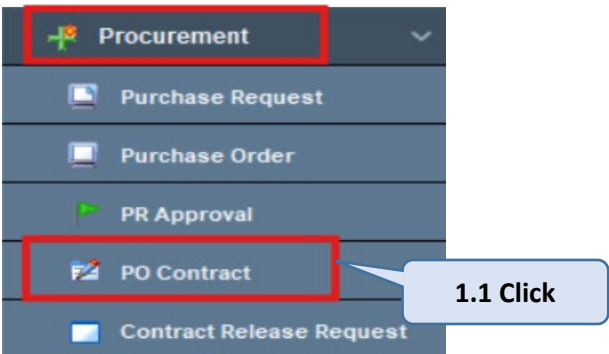 Procurement
Purchase Request
Purchase Order
PR Approval
PO Contract
1.1 Click
Contract Release Request